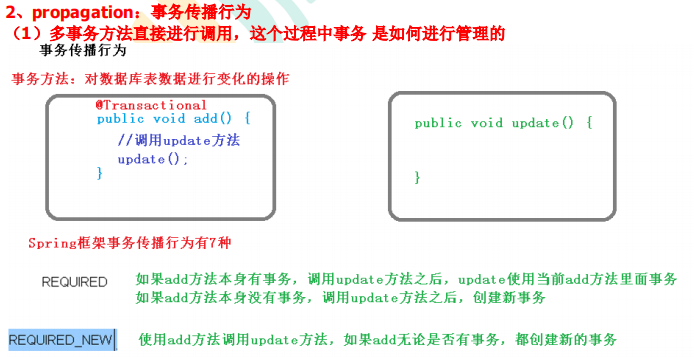 2、propagation：事务传播行为
（1）多事务方法直接进行调用，这个过程中事务 是如何进行管理的
事务传播行为
事务方法：对数据库表数据进行变化的操作
@Transactional
public void add() {
//调用update方法
update();
}
public void update() {
}
Spring框架事务传播行为有7种
REQUIRED
如果add方法本身有事务，调用update方法之后，update使用当前add方法里面事务
如果add方法本身没有事务，调用update方法之后，创建新事务
REQUIRED_NEW
使用add方法调用update方法，如果add无论是否有事务，都创建新的事务